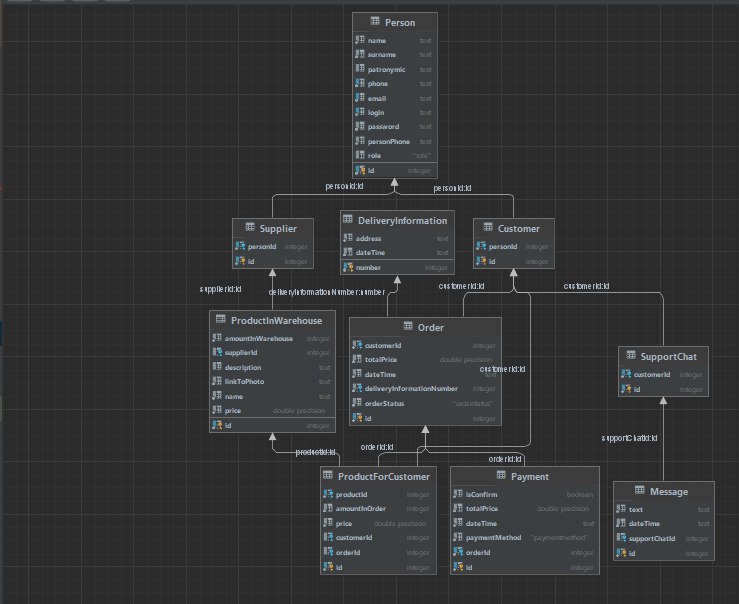 Person
name text
surname text
patronymic text
phone text
email text
login text
password text
personPhone text
role "role"
id integer
personId:id
personId:id
Supplier
personId integer
id integer
DeliveryInformation
address text
dateTine text
number integer
Customer
personId integer
id integer
supplierId:id
deliveryInformationNumber:number
customerId:id
customerId:id
ProductInWarehouse
amountInWarehouse integer
supplierId integer
description text
linkToPhoto text
name text
price double precision
id integer
Order
customerId integer
totalPrice double precision
dateTime text
deliveryInformationNumber integer
orderStatus "orderstatus"
id integer
customerId:id
SupportChat
customerId integer
id integer
productId:id
orderId:id
orderId:id
supportChatId:id
ProductForCustomer
productId integer
amountInOrder integer
price double precision
customerId integer
orderId integer
id integer
Payment
isConfirm boolean
totalPrice double precision
dateTime text
paymentMethod "paymentmethod"
orderId integer
id integer
Message
text text
dateTime text
supportChatId integer
id integer